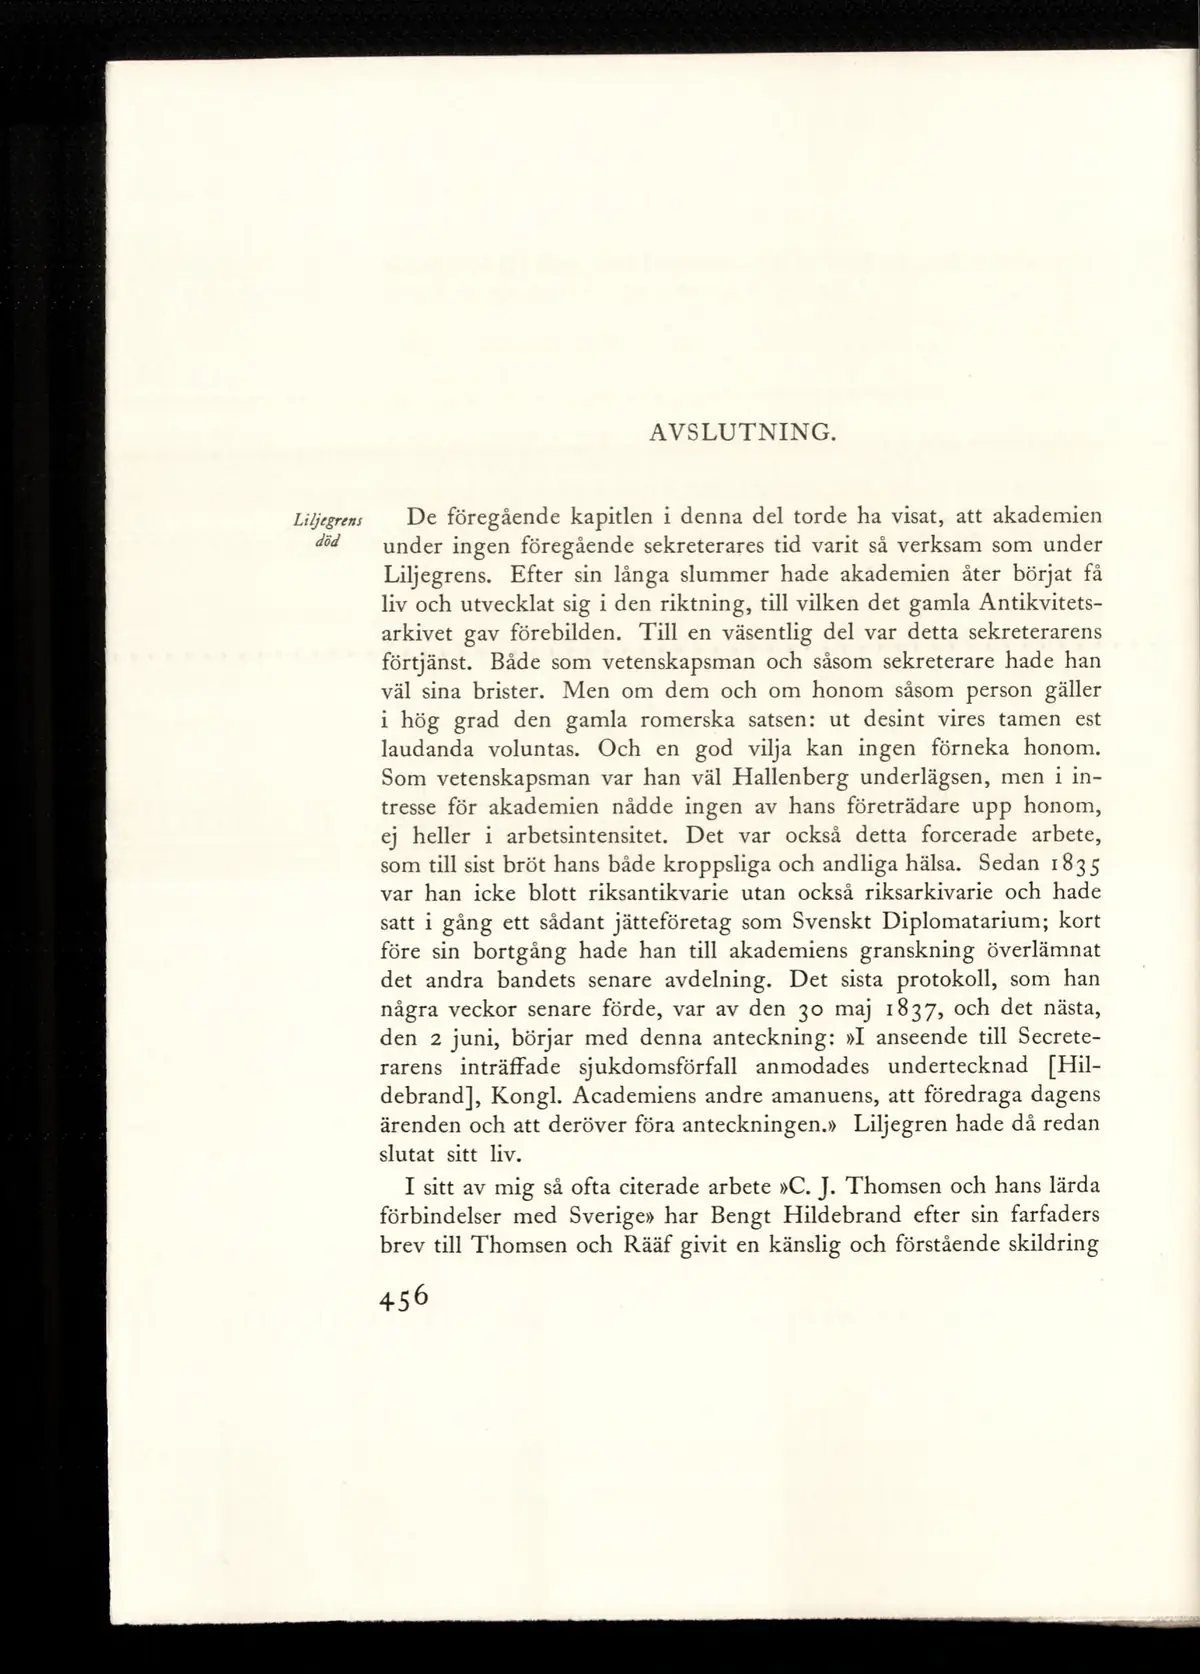 AVSLUTNING.
Liljegrens
död
De föregående kapitlen i denna del torde ha visat, att akademien
under ingen föregående sekreterares tid varit så verksam som under
Liljegrens. Efter sin långa slummer hade akademien åter börjat få
liv och utvecklat sig i den riktning, till vilken det gamla Antikvitets-
arkivet gav förebilden. Till en väsentlig del var detta sekreterarens
förtjänst. Både som vetenskapsman och såsom sekreterare hade han
väl sina brister. Men om dem och om honom såsom person gäller
i hög grad den gamla romerska satsen: ut desint vires tamen est
laudanda voluntas. Och en god vilja kan ingen förneka honom.
Som vetenskapsman var han väl Hallenberg underlägsen, men i in-
tresse för akademien nådde ingen av hans företrädare upp honom,
ej heller i arbetsintensitet. Det var också detta forcerade arbete,
som till sist bröt hans både kroppsliga och andliga hälsa. Sedan 1835
var han icke blott riksantikvarie utan också riksarkivarie och hade
satt i gång ett sådant jätteföretag som Svenskt Diplomatarium; kort
före sin bortgång hade han till akademiens granskning överlämnat
det andra bandets senare avdelning. Det sista protokoll, som han
några veckor senare förde, var av den 30 maj 1837, och det nästa,
den 2 juni, börjar med denna anteckning: »I anseende till Secrete-
rarens inträffade sjukdomsförfall anmodades undertecknad [Hil-
debrand], Kongl. Academiens andre amanuens, att föredraga dagens
ärenden och att deröver föra anteckningen.» Liljegren hade då redan
slutat sitt liv.
I sitt av mig så ofta citerade arbete »C. J. Thomsen och hans lärda
förbindelser med Sverige» har Bengt Hildebrand efter sin farfaders
brev till Thomsen och Rääf givit en känslig och förstående skildring
456